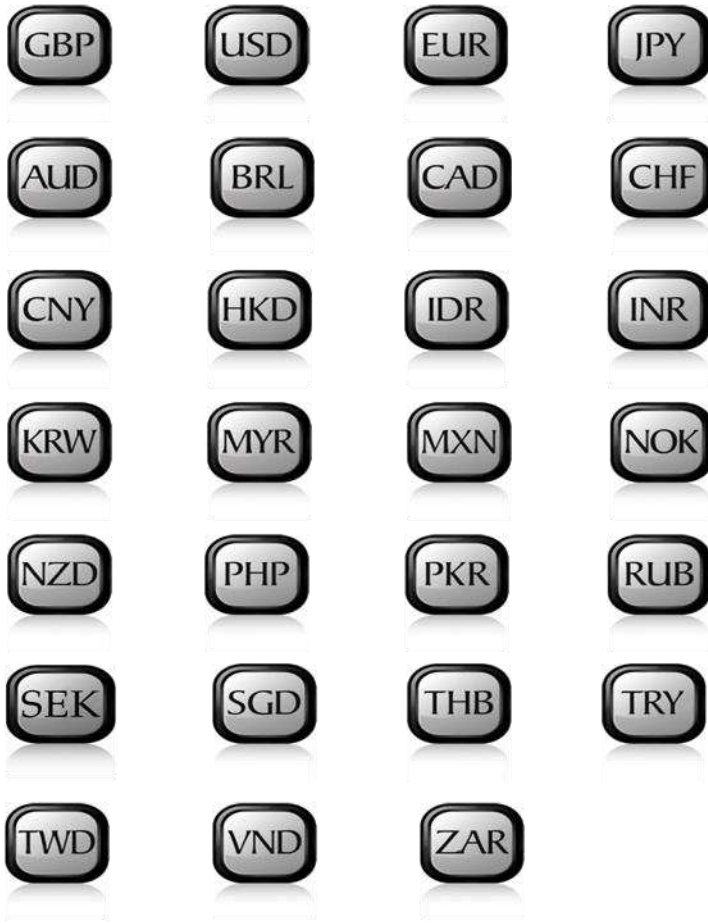 GBP USD EUR JPY
AUD BRL CAD CHF
CNY HKD IDR INR
KRW MYR MXN NOK
NZD PHP PKR RUB
SEK SGD THB TRY
TWD VND ZAR